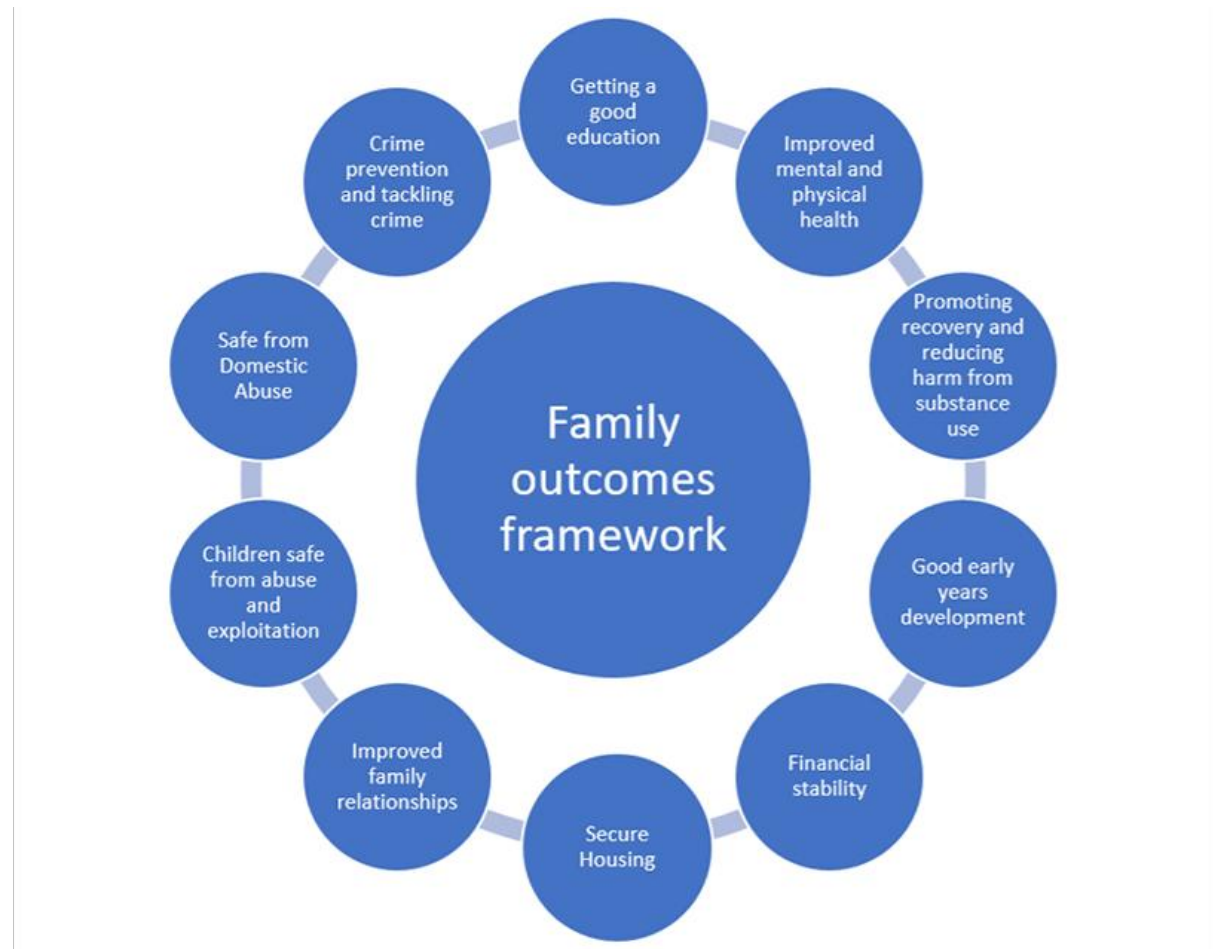 Getting a
good
education
Improved
mental and
physical
health
Promoting
recovery and
reducing
harm from
substance
use
Good early
years
development
Financial
stability
Secure
Housing
Improved
family
relationships
Children safe
from abuse
and
exploitation
Safe from
Domestic
Abuse
Crime
prevention
and tackling
crime
Family
outcomes
framework